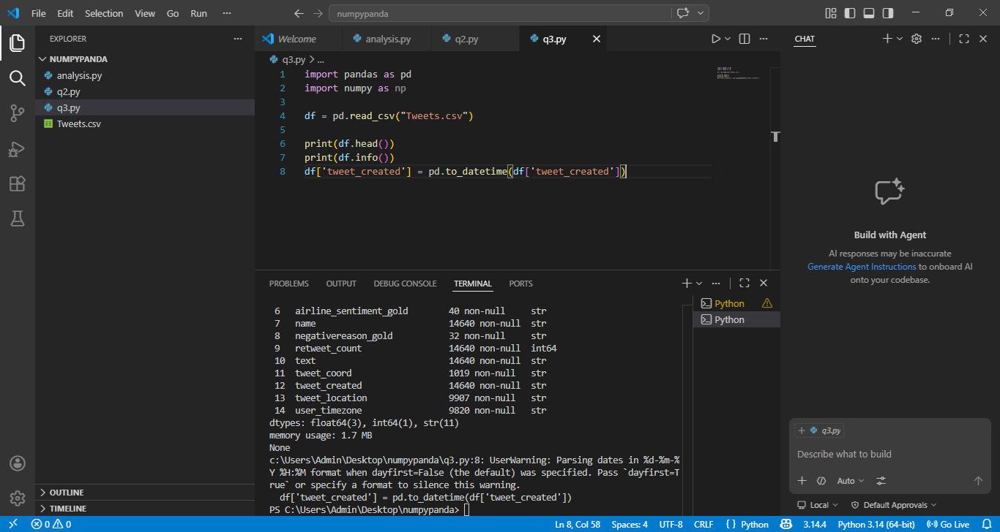 File Edit Selection View Go Run ···
numpypanda
EXPLORER ···
NUMPYPANDA
analysis.py
q2.py
q3.py
Tweets.csv
OUTLINE
TIMELINE
Welcome analysis.py q2.py q3.py
q3.py > ...
1 import pandas as pd
2 import numpy as np
3
4 df = pd.read_csv("Tweets.csv")
5
6 print(df.head())
7 print(df.info())
8 df['tweet_created'] = pd.to_datetime(df['tweet_created'])
PROBLEMS OUTPUT DEBUG CONSOLE TERMINAL PORTS
6 airline_sentiment_gold 40 non-null str
7 name 14640 non-null str
8 negativereason_gold 32 non-null str
9 retweet_count 14640 non-null int64
10 text 14640 non-null str
11 tweet_coord 1019 non-null str
12 tweet_created 14640 non-null str
13 tweet_location 9907 non-null str
14 user_timezone 9820 non-null str
dtypes: float64(3), int64(1), str(11)
memory usage: 1.7 MB
None
c:\Users\Admin\Desktop\numpypanda\q3.py:8: UserWarning: Parsing dates in %d-%m-%
Y %H:%M format when dayfirst=False (the default) was specified. Pass `dayfirst=T
rue` or specify a format to silence this warning.
df['tweet_created'] = pd.to_datetime(df['tweet_created'])
PS C:\Users\Admin\Desktop\numpypanda>
Python
Python
CHAT
Build with Agent
AI responses may be inaccurate
Generate Agent Instructions to onboard AI
onto your codebase.
q3.py
Describe what to build
Auto
Local Default Approvals
0 0 Ln 8, Col 58 Spaces: 4 UTF-8 CRLF { } Python 3.14.4 Python 3.14 (64-bit) Go Live